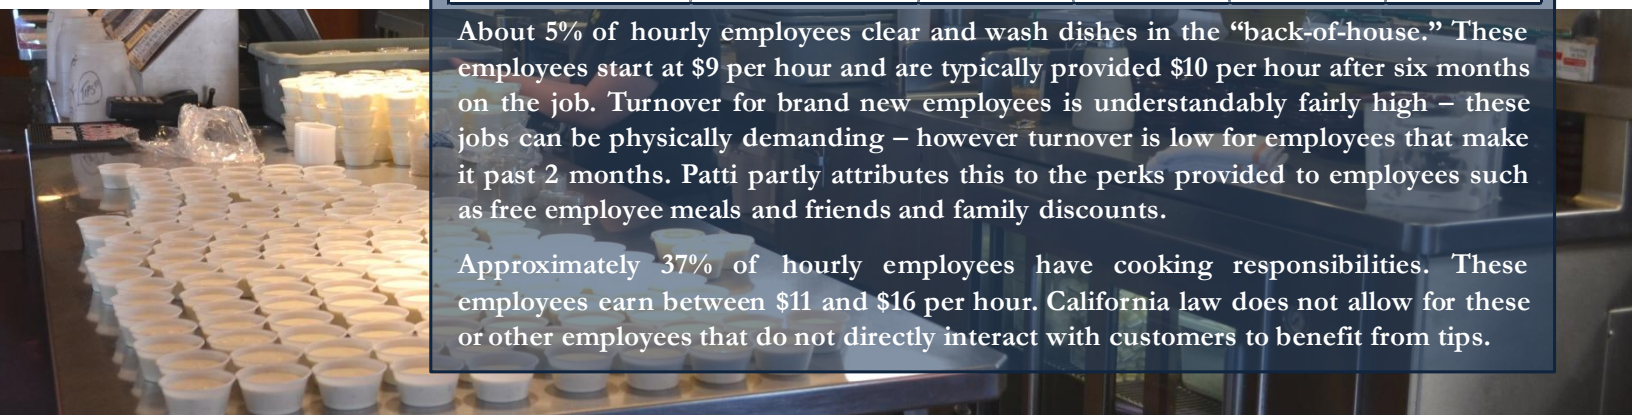 About 5% of hourly employees clear and wash dishes in the “back-of-house.” These
employees start at $9 per hour and are typically provided $10 per hour after six months
on the job. Turnover for brand new employees is understandably fairly high – these
jobs can be physically demanding – however turnover is low for employees that make
it past 2 months. Patti partly attributes this to the perks provided to employees such
as free employee meals and friends and family discounts.
Approximately 37% of hourly employees have cooking responsibilities. These
employees earn between $11 and $16 per hour. California law does not allow for these
or other employees that do not directly interact with customers to benefit from tips.